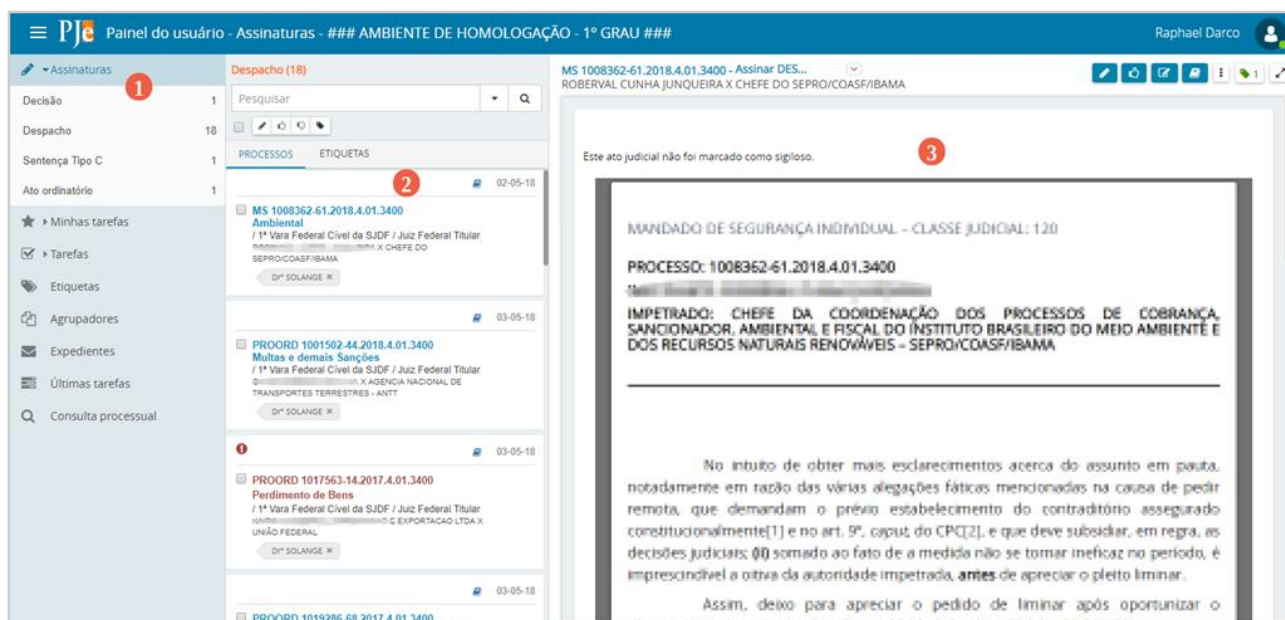 PJe Painel do usuário - Assinaturas - ### AMBIENTE DE HOMOLOGAÇÃO - 1º GRAU ###
Raphael Darco
Assinaturas
1
Decisão 1
Despacho 18
Sentença Tipo C 1
Ato ordinatório 1
Minhas tarefas
Tarefas
Etiquetas
Agrupadores
Expedientes
Últimas tarefas
Consulta processual
Despacho (18)
Pesquisar
PROCESSOS ETIQUETAS
2
02-05-18
MS 1008362-61.2018.4.01.3400
Ambiental
/ 1ª Vara Federal Cível da SJDF / Juiz Federal Titular
X CHEFE DO
SEPRO/COASF/IBAMA
Drª SOLANGE ×
03-05-18
PROORD 1001502-44.2018.4.01.3400
Multas e demais Sanções
/ 1ª Vara Federal Cível da SJDF / Juiz Federal Titular
X AGENCIA NACIONAL DE
TRANSPORTES TERRESTRES - ANTT
Drª SOLANGE ×
03-05-18
PROORD 1017563-14.2017.4.01.3400
Perdimento de Bens
/ 1ª Vara Federal Cível da SJDF / Juiz Federal Titular
EXPORTACAO LTDA X
UNIÃO FEDERAL
Drª SOLANGE ×
03-05-18
PROORD 1019286-68.2017.4.01.3400
MS 1008362-61.2018.4.01.3400 - Assinar DES...
ROBERVAL CUNHA JUNQUEIRA X CHEFE DO SEPRO/COASF/IBAMA
1
Este ato judicial não foi marcado como sigiloso.
3
MANDADO DE SEGURANÇA INDIVIDUAL – CLASSE JUDICIAL: 120
PROCESSO: 1008362-61.2018.4.01.3400
IMPETRADO: CHEFE DA COORDENAÇÃO DOS PROCESSOS DE COBRANÇA,
SANCIONADOR, AMBIENTAL E FISCAL DO INSTITUTO BRASILEIRO DO MEIO AMBIENTE E
DOS RECURSOS NATURAIS RENOVÁVEIS – SEPRO/COASF/IBAMA
No intuito de obter mais esclarecimentos acerca do assunto em pauta,
notadamente em razão das várias alegações fáticas mencionadas na causa de pedir
remota, que demandam o prévio estabelecimento do contraditório assegurado
constitucionalmente[1] e no art. 9º, caput, do CPC[2], e que deve subsidiar, em regra, as
decisões judiciais; (ii) somado ao fato de a medida não se tornar ineficaz no período, é
imprescindível a oitiva da autoridade impetrada, antes de apreciar o pleito liminar.
Assim, deixo para apreciar o pedido de liminar após oportunizar o